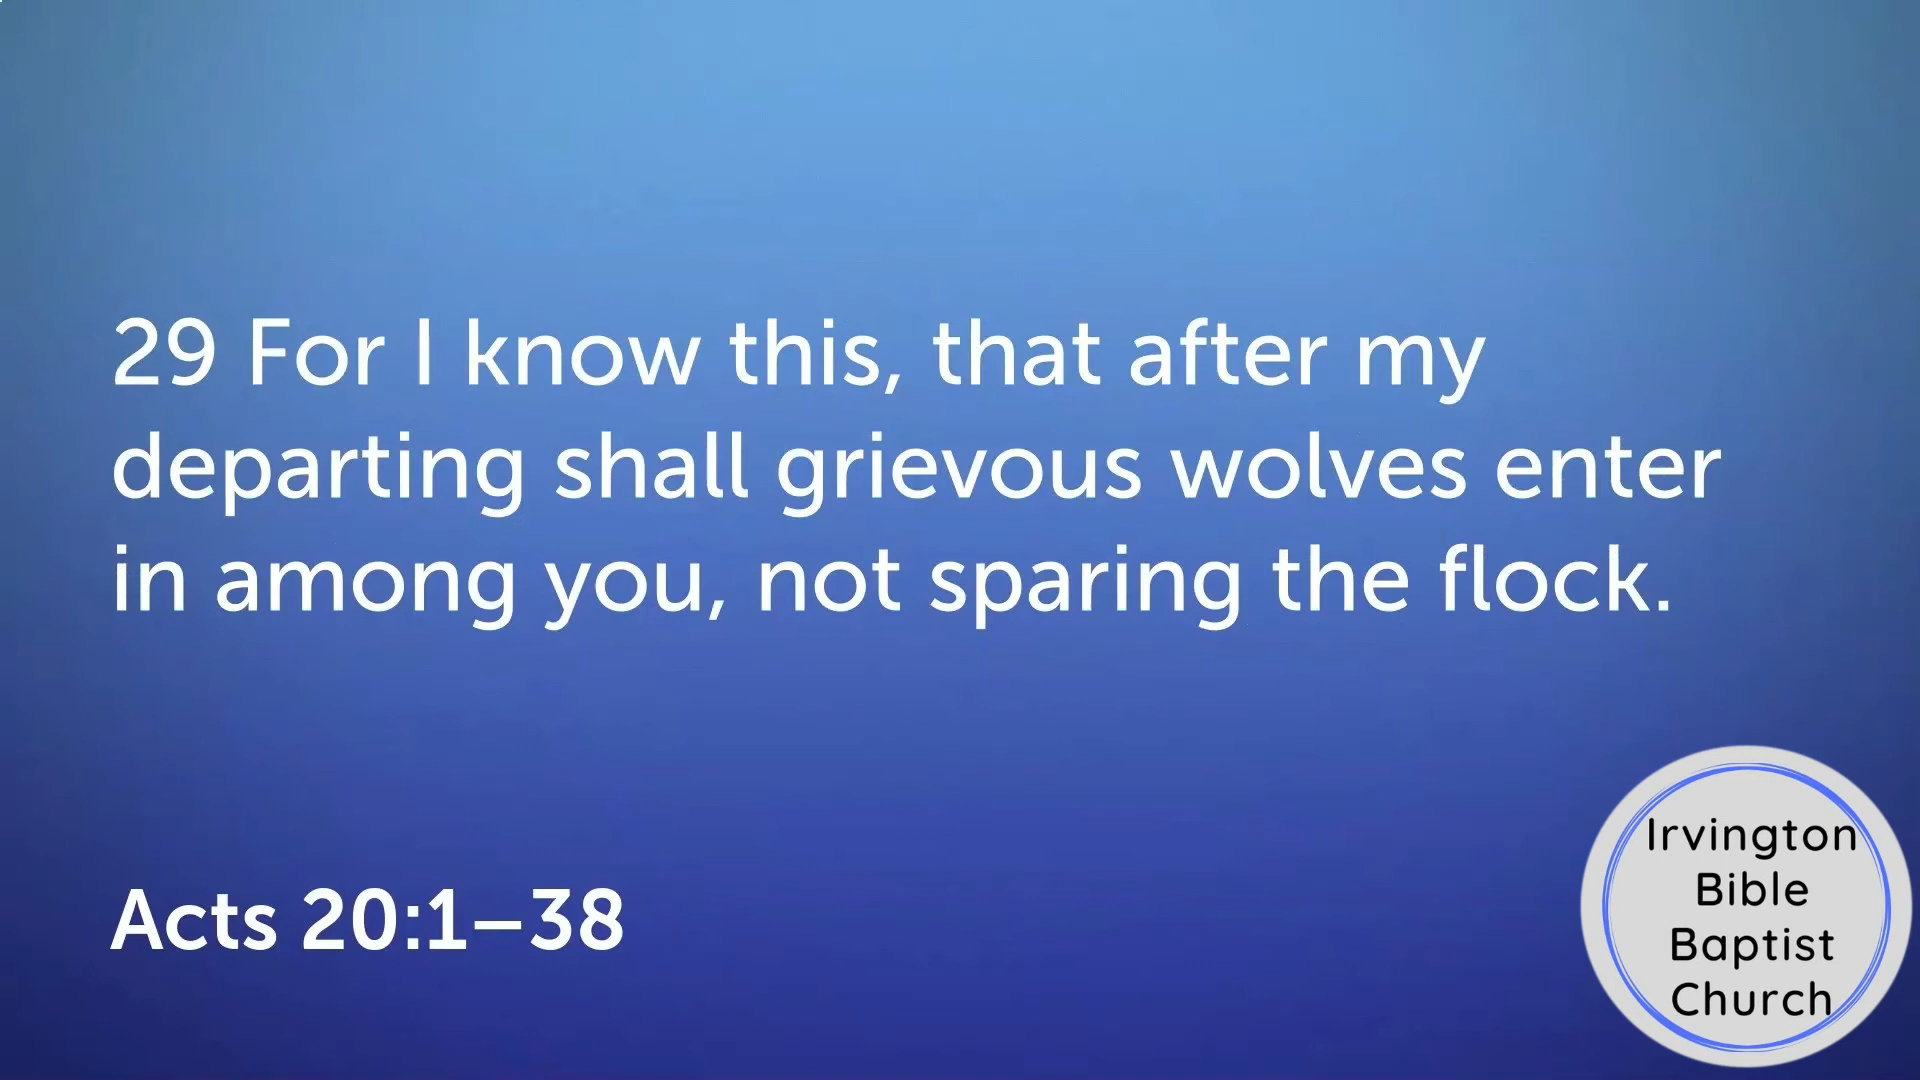 29 For I know this, that after my
departing shall grievous wolves enter
in among you, not sparing the flock.
Acts 20:1–38
Irvington
Bible
Baptist
Church